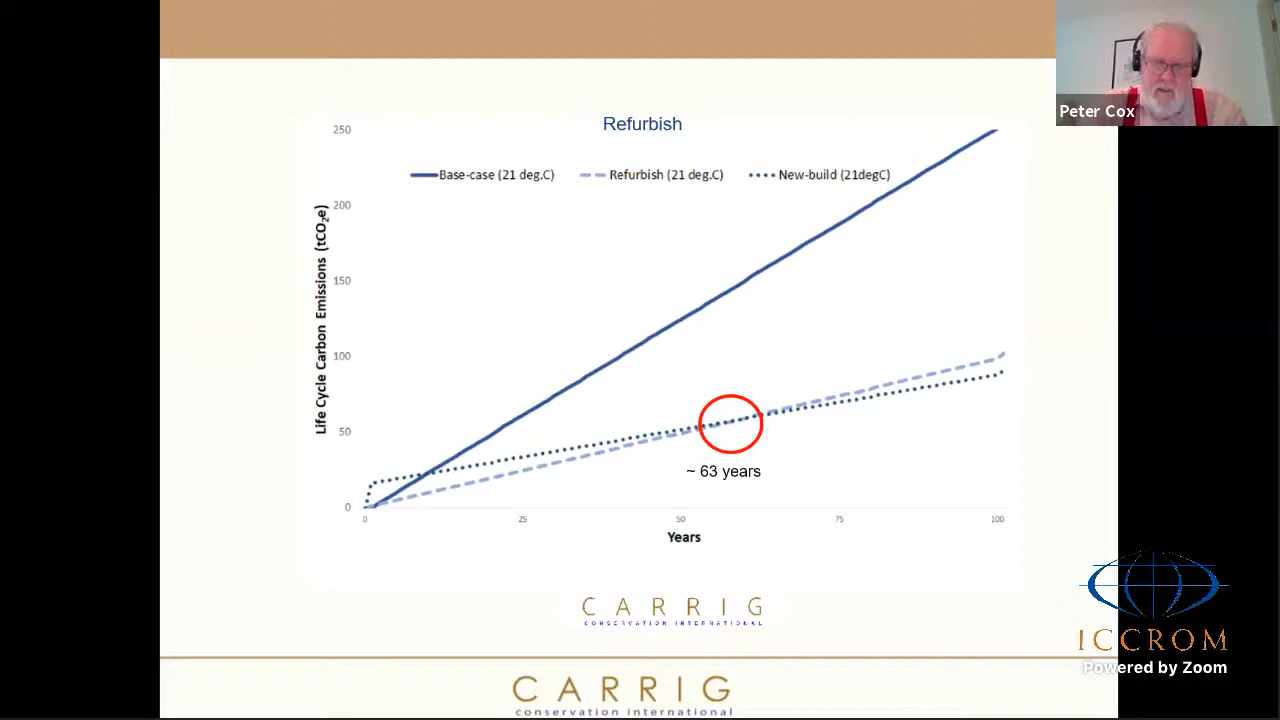 Peter Cox
Refurbish
Base-case (21 deg.C) Refurbish (21 deg.C) New-build (21degC)
Life Cycle Carbon Emissions (tCO₂e)
250
200
150
100
50
0
0 25 50 75 100
~ 63 years
Years
CARRIG
CONSERVATION INTERNATIONAL
ICCROM
Powered by Zoom
CARRIG
conservation international